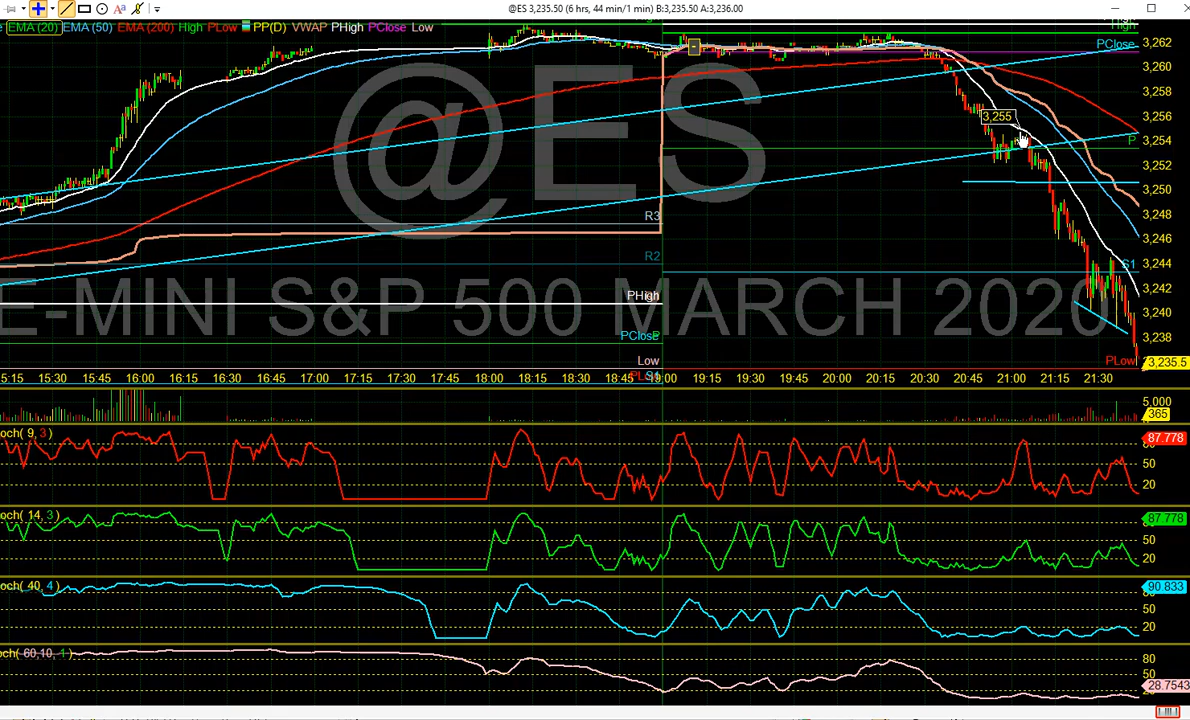 @ES 3,235.50 (6 hrs, 44 min/1 min) B:3,235.50 A:3,236.00
EMA (20) EMA (50) EMA (200) High PLow PP(D) VWAP PHigh PClose Low
High
PClose
3,262
3,260
3,258
3,256
3,254
3,252
3,250
3,248
3,246
3,244
3,242
3,240
3,238
3,235.5
@ES
E-MINI S&P 500 MARCH 2020
3,255
P
R3
R2
S1
PHigh
PClose
Low
PLow
5:15 15:30 15:45 16:00 16:15 16:30 16:45 17:00 17:15 17:30 17:45 18:00 18:15 18:30 18:45 19:00 19:15 19:30 19:45 20:00 20:15 20:30 20:45 21:00 21:15 21:30
5,000
365
och( 9, 3 )
87.778
50
20
och( 14, 3 )
87.778
50
20
och( 40, 4 )
90.833
50
20
och( 60,10, 1 )
80
50
28.7543